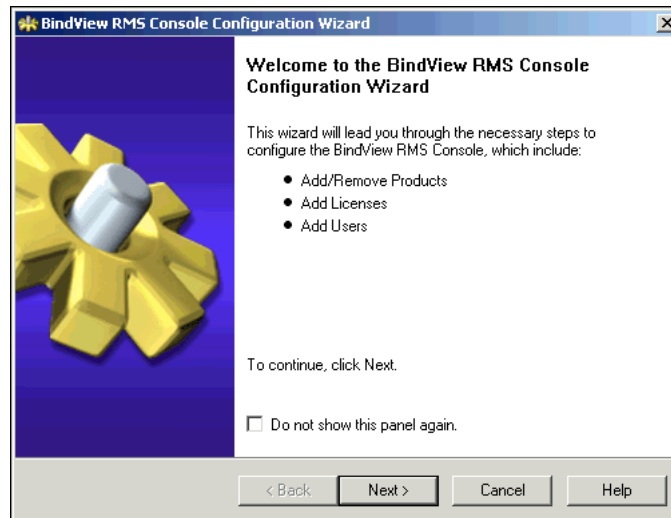 BindView RMS Console Configuration Wizard
Welcome to the BindView RMS Console
Configuration Wizard
This wizard will lead you through the necessary steps to
configure the BindView RMS Console, which include:
● Add/Remove Products
● Add Licenses
● Add Users
To continue, click Next.
Do not show this panel again.
< Back Next > Cancel Help